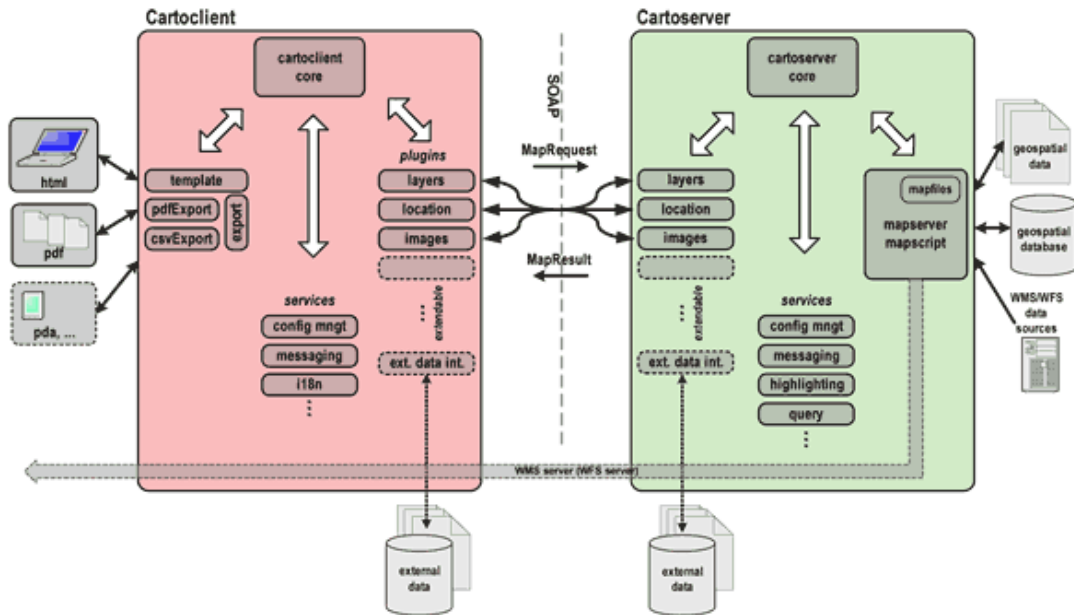 Cartoclient
Cartoserver
cartoclient
core
cartoserver
core
SOAP
plugins
MapRequest
html
template
pdfExport
csvExport
export
layers
location
images
layers
location
images
mapfiles
mapserver
mapscript
geospatial
data
pdf
MapResult
geospatial
database
pda, ...
...
extendable
...
extendable
services
config mngt
messaging
i18n
...
ext. data int.
ext. data int.
services
config mngt
messaging
highlighting
query
...
WMS/WFS
data
sources
WMS server (WFS server)
external
data
external
data